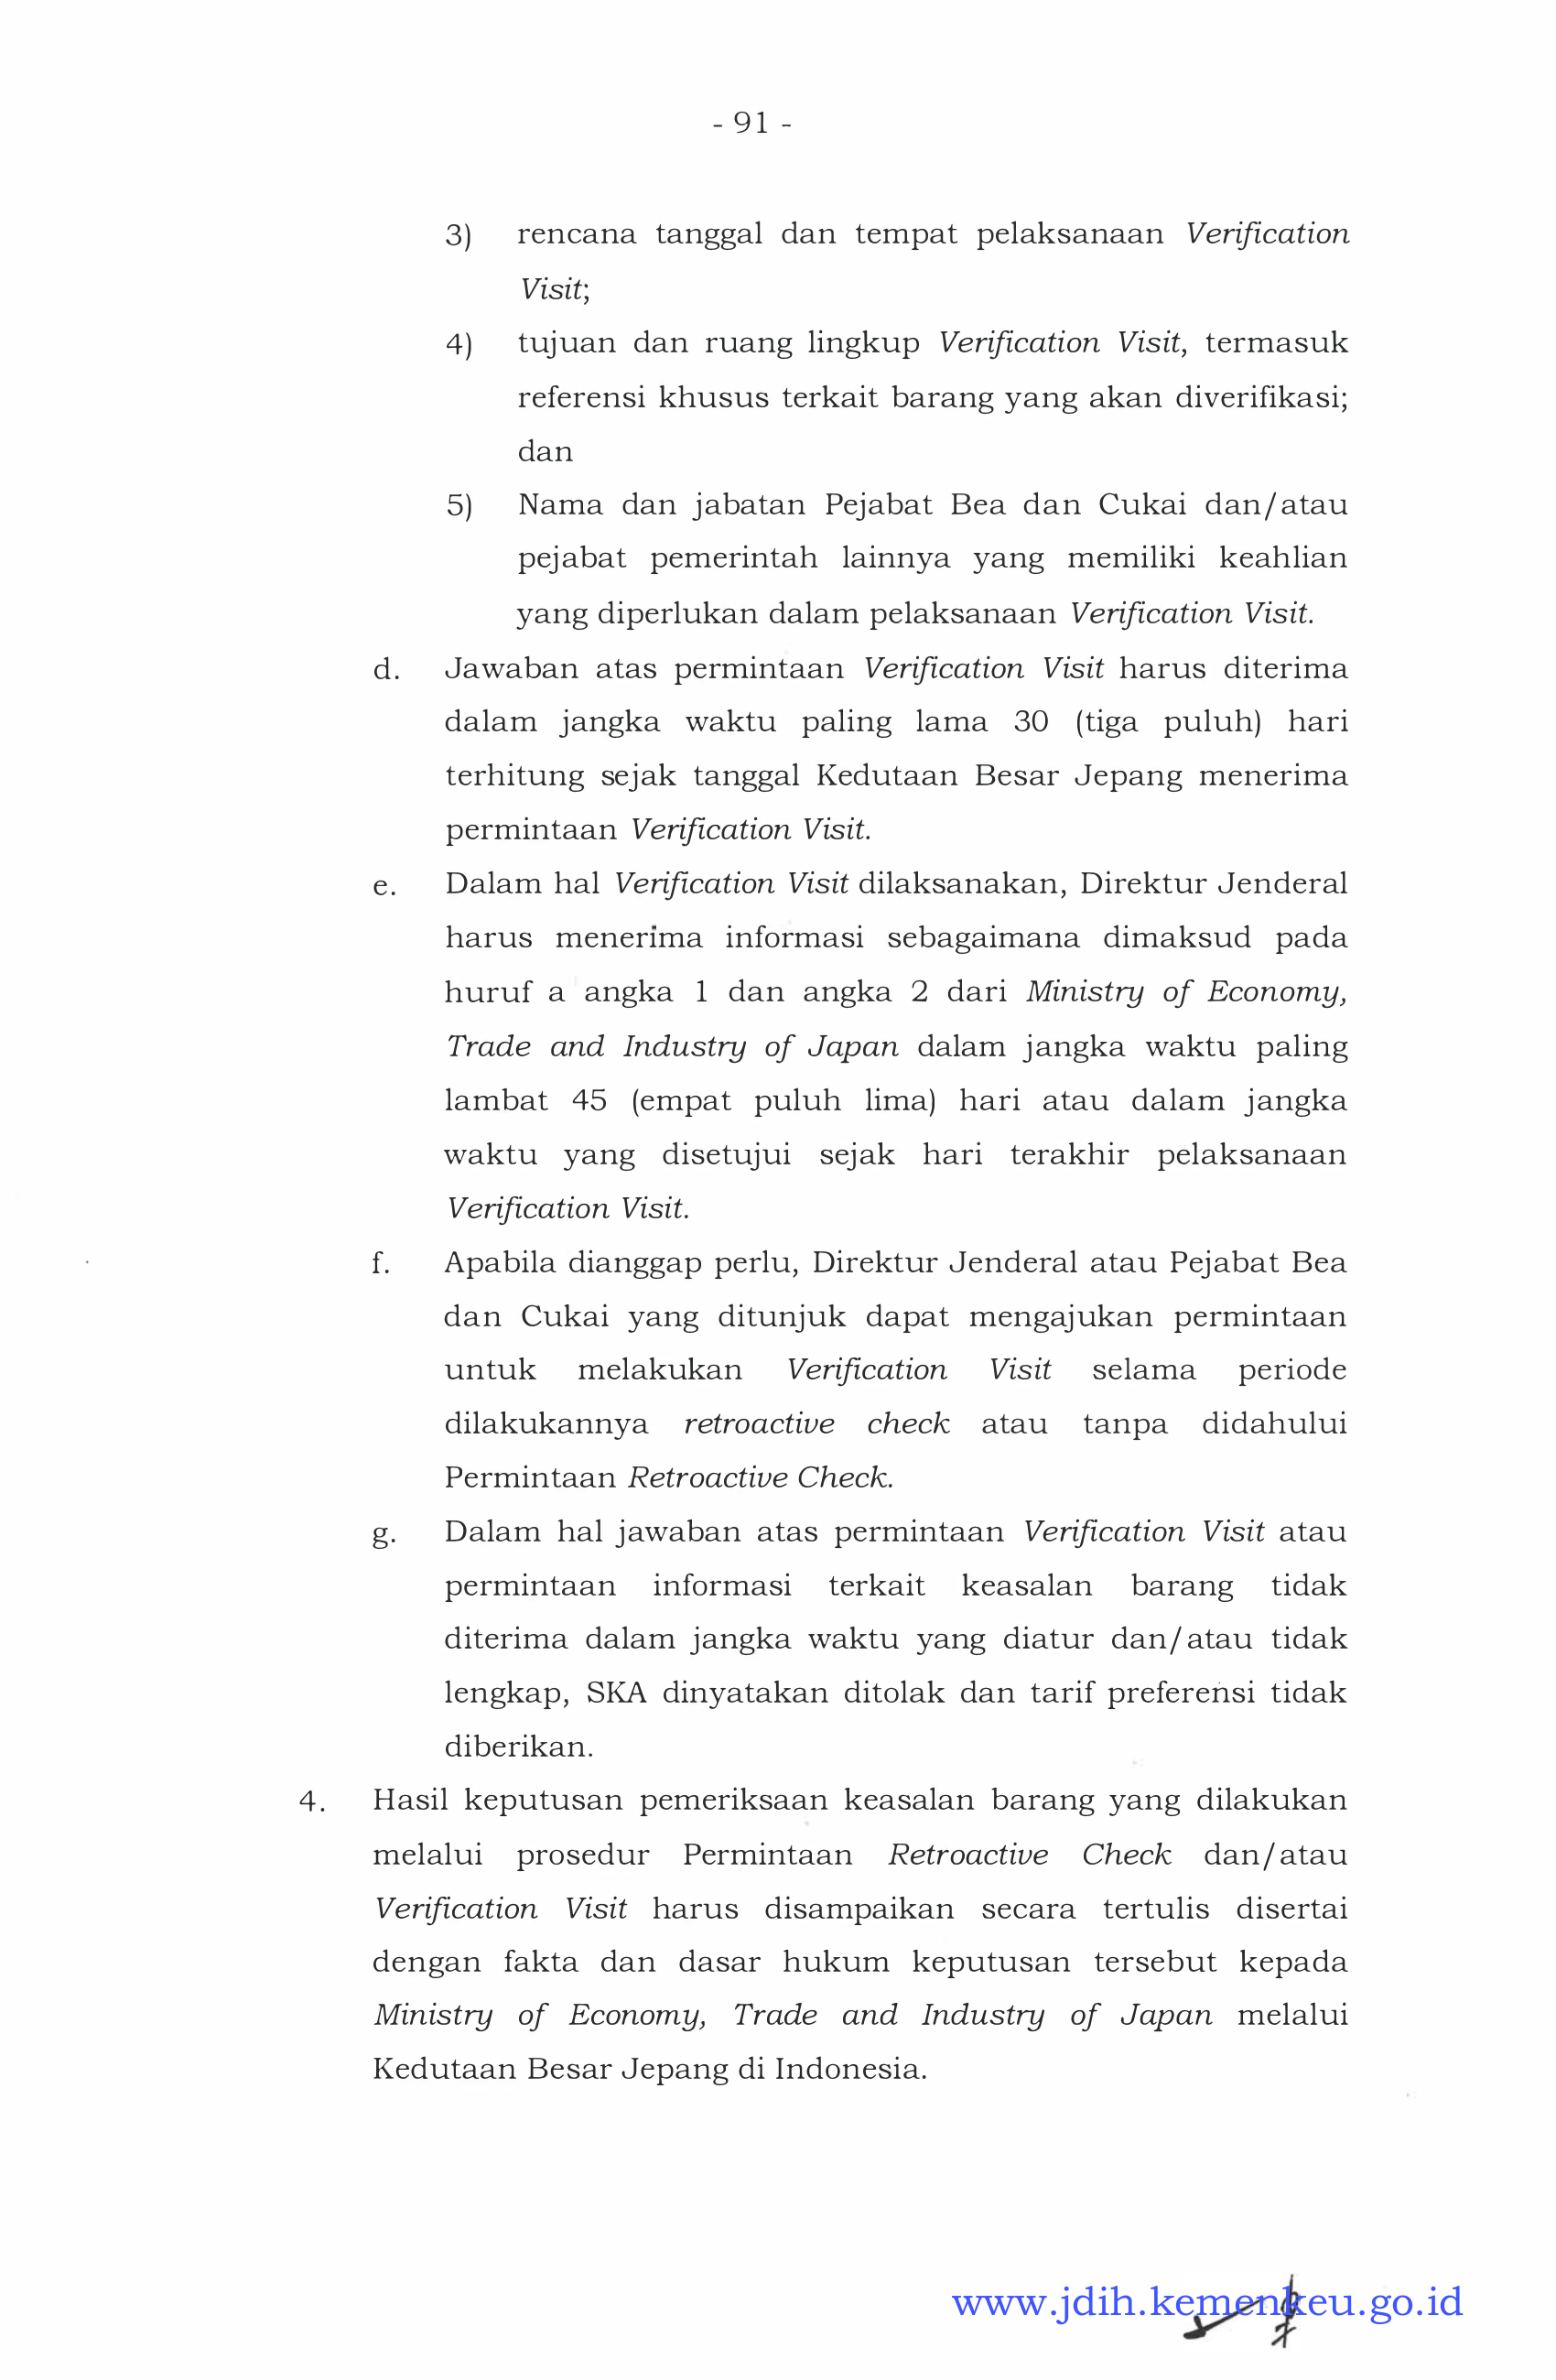 - 91 -
3) rencana tanggal dan tempat pelaksanaan Verification
Visit;
4) tujuan dan ruang lingkup Verification Visit, termasuk
referensi khusus terkait barang yang akan diverifikasi;
dan
5) Nama dan jabatan Pejabat Bea dan Cukai dan/atau
pejabat pemerintah lainnya yang memiliki keahlian
yang diperlukan dalam pelaksanaan Verification Visit.
d. Jawaban atas permintaan Verification Visit harus diterima
dalam jangka waktu paling lama 30 (tiga puluh) hari
terhitung sejak tanggal Kedutaan Besar Jepang menerima
permintaan Verification Visit.
e. Dalam hal Verification Visit dilaksanakan, Direktur Jenderal
harus menerima informasi sebagaimana dimaksud pada
huruf a angka 1 dan angka 2 dari Ministry of Economy,
Trade and Industry of Japan dalam jangka waktu paling
lambat 45 (empat puluh lima) hari atau dalam jangka
waktu yang disetujui sejak hari terakhir pelaksanaan
Verification Visit.
f. Apabila dianggap perlu, Direktur Jenderal atau Pejabat Bea
dan Cukai yang ditunjuk dapat mengajukan permintaan
untuk melakukan Verification Visit selama periode
dilakukannya retroactive check atau tanpa didahului
Permintaan Retroactive Check.
g. Dalam hal jawaban atas permintaan Verification Visit atau
permintaan informasi terkait keasalan barang tidak
diterima dalam jangka waktu yang diatur dan/atau tidak
lengkap, SKA dinyatakan ditolak dan tarif preferensi tidak
diberikan.
4. Hasil keputusan pemeriksaan keasalan barang yang dilakukan
melalui prosedur Permintaan Retroactive Check dan/atau
Verification Visit harus disampaikan secara tertulis disertai
dengan fakta dan dasar hukum keputusan tersebut kepada
Ministry of Economy, Trade and Industry of Japan melalui
Kedutaan Besar Jepang di Indonesia.
www.jdih.kemenkeu.go.id